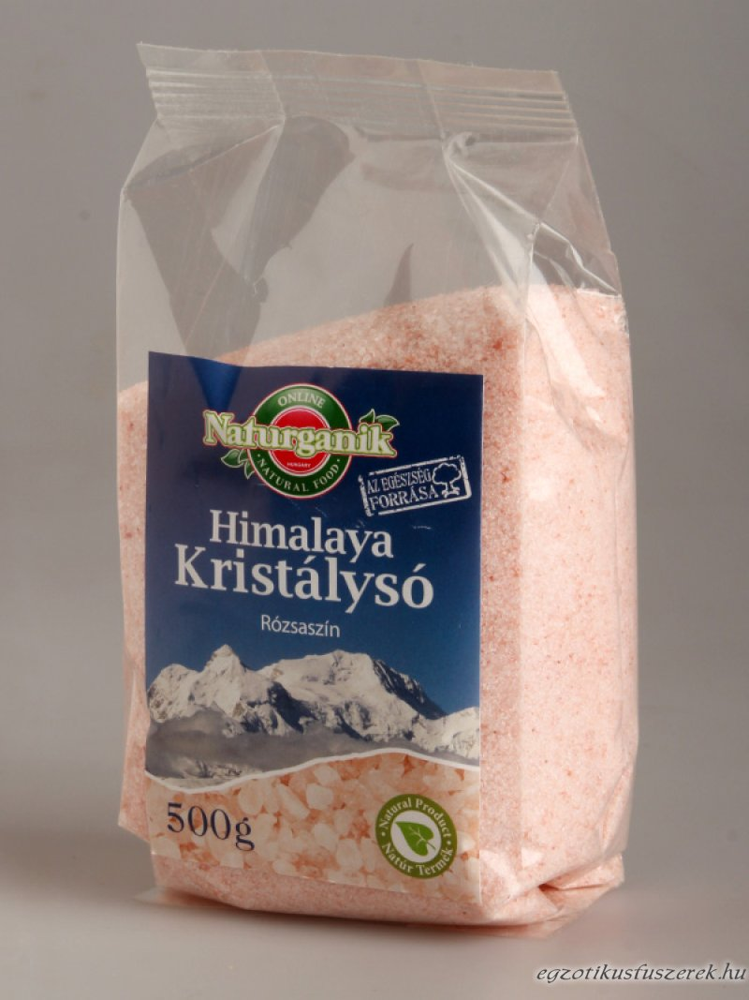 ONLINE
Naturganik
HUNGARY
· NATURAL FOOD ·
AZ EGÉSZSÉG
FORRÁSA
Himalaya
Kristálysó
Rózsaszín
500g
· Natural Product ·
Natúr Termék
egzotikusfuszerek.hu